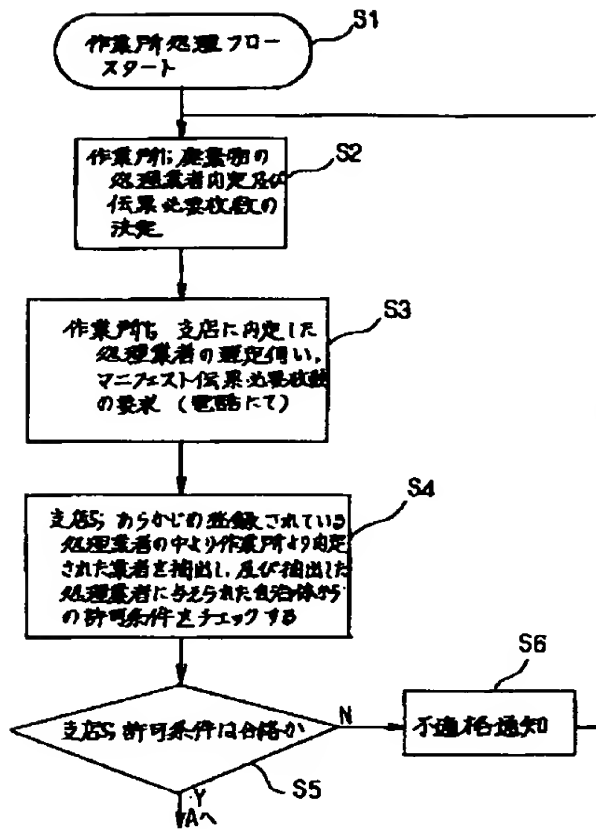 作業所処理フロー
スタート
S1
作業所; 廃棄物の
処理業者内定及び
伝票必要枚数の
決定
S2
作業所; 支店に内定した
処理業者の選定伺い,
マニフェスト伝票必要枚数
の要求 (電話にて)
S3
支店; あらかじめ登録されている
処理業者の中より作業所より内定
された業者を抽出し, 及び抽出した
処理業者に与えられた自治体から
の許可条件をチェックする
S4
支店; 許可条件は合格か
S5
N
不適格通知
S6
Y
Aへ